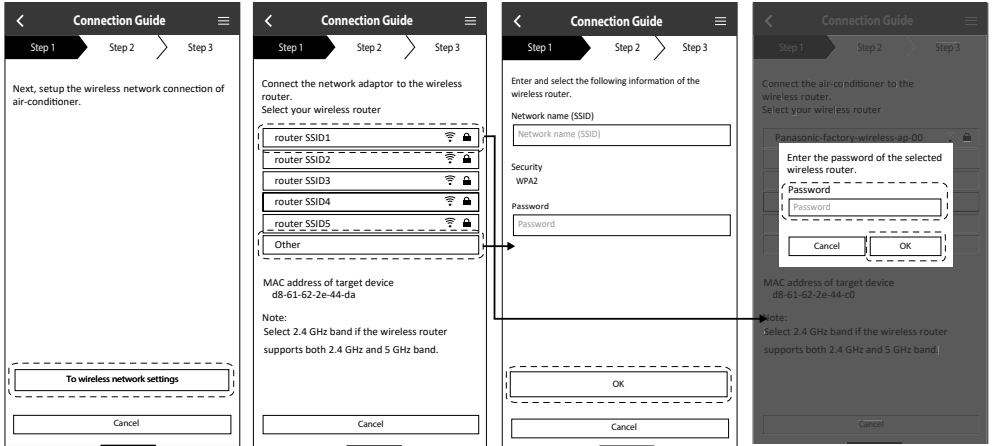 Connection Guide
Step 1
Step 2
Step 3
Next, setup the wireless network connection of
air-conditioner.
To wireless network settings
Cancel
Connection Guide
Step 1
Step 2
Step 3
Connect the network adaptor to the wireless
router.
Select your wireless router
router SSID1
router SSID2
router SSID3
router SSID4
router SSID5
Other
MAC address of target device
d8-61-62-2e-44-da
Note:
Select 2.4 GHz band if the wireless router
supports both 2.4 GHz and 5 GHz band.
Cancel
Connection Guide
Step 1
Step 2
Step 3
Enter and select the following information of the
wireless router.
Network name (SSID)
Network name (SSID)
Security
WPA2
Password
Password
OK
Cancel
Connection Guide
Step 1
Step 2
Step 3
Connect the air-conditioner to the
wireless router.
Select your wireless router
Panasonic-factory-wireless-ap-00
Enter the password of the selected
wireless router.
Password
Password
Cancel
OK
MAC address of target device
d8-61-62-2e-44-c0
Note:
Select 2.4 GHz band if the wireless router
supports both 2.4 GHz and 5 GHz band.
Cancel